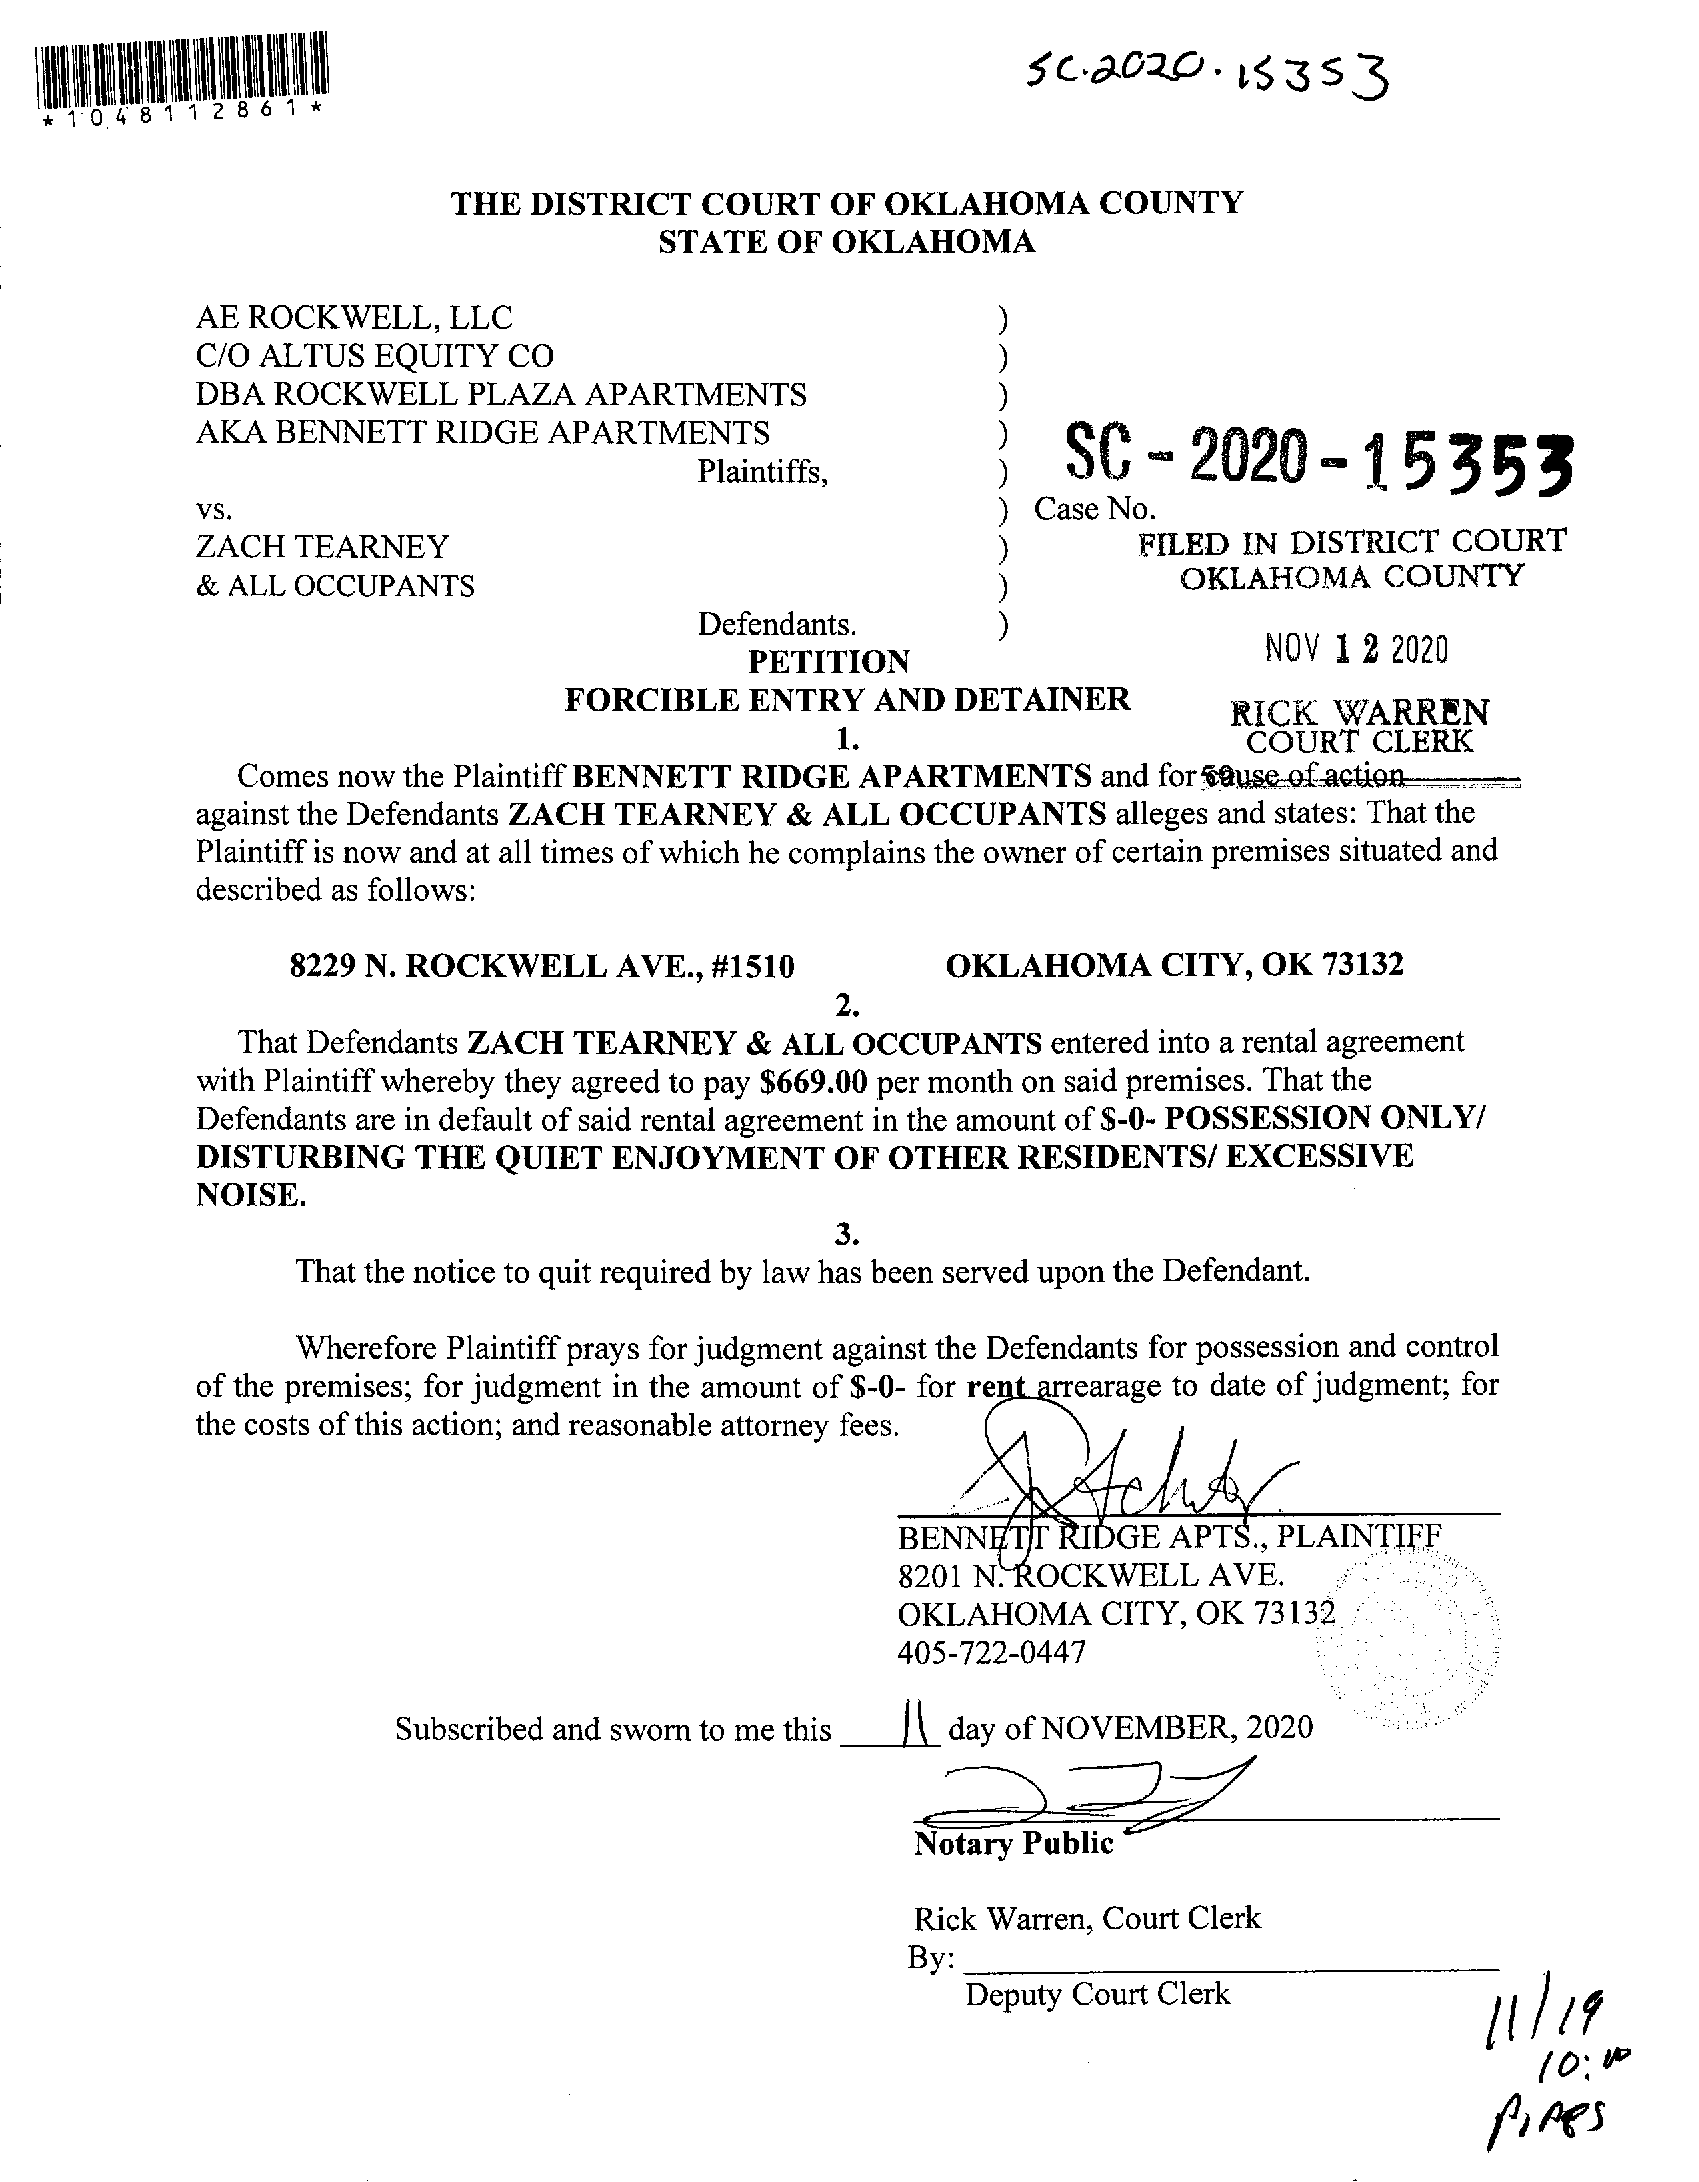 *1048112861*
SC.2020.15353
THE DISTRICT COURT OF OKLAHOMA COUNTY
STATE OF OKLAHOMA
AE ROCKWELL, LLC )
C/O ALTUS EQUITY CO )
DBA ROCKWELL PLAZA APARTMENTS )
AKA BENNETT RIDGE APARTMENTS ) SC-2020-15353
Plaintiffs, )
vs. ) Case No.
ZACH TEARNEY ) FILED IN DISTRICT COURT
& ALL OCCUPANTS ) OKLAHOMA COUNTY
Defendants. )
PETITION NOV 12 2020
FORCIBLE ENTRY AND DETAINER RICK WARREN
1. COURT CLERK
Comes now the Plaintiff BENNETT RIDGE APARTMENTS and for cause of action
against the Defendants ZACH TEARNEY & ALL OCCUPANTS alleges and states: That the
Plaintiff is now and at all times of which he complains the owner of certain premises situated and
described as follows:
8229 N. ROCKWELL AVE., #1510 OKLAHOMA CITY, OK 73132
2.
That Defendants ZACH TEARNEY & ALL OCCUPANTS entered into a rental agreement
with Plaintiff whereby they agreed to pay $669.00 per month on said premises. That the
Defendants are in default of said rental agreement in the amount of $-0- POSSESSION ONLY/
DISTURBING THE QUIET ENJOYMENT OF OTHER RESIDENTS/ EXCESSIVE
NOISE.
3.
That the notice to quit required by law has been served upon the Defendant.
Wherefore Plaintiff prays for judgment against the Defendants for possession and control
of the premises; for judgment in the amount of $-0- for rent arrearage to date of judgment; for
the costs of this action; and reasonable attorney fees.
BENNETT RIDGE APTS., PLAINTIFF
8201 N. ROCKWELL AVE.
OKLAHOMA CITY, OK 73132
405-722-0447
Subscribed and sworn to me this 11 day of NOVEMBER, 2020
Notary Public
Rick Warren, Court Clerk
By:
Deputy Court Clerk
11/19
10:00